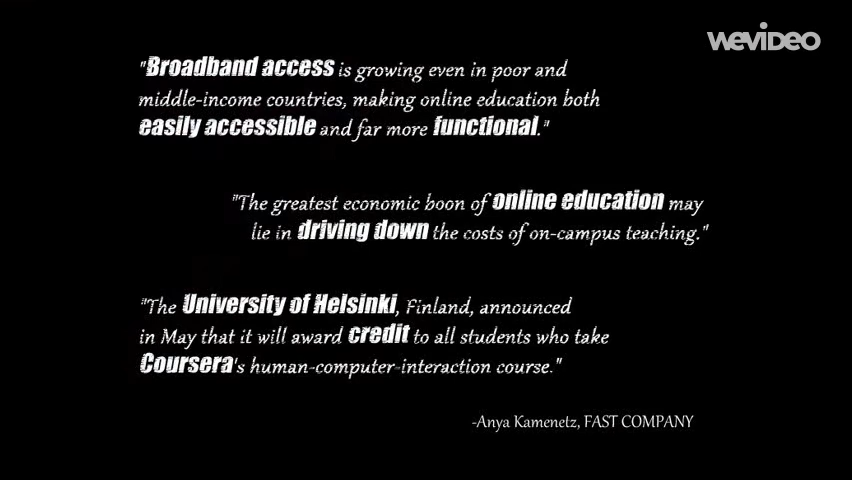 WEVIDEO
"Broadband access is growing even in poor and
middle-income countries, making online education both
easily accessible and far more functional."
"The greatest economic boon of online education may
lie in driving down the costs of on-campus teaching."
"The University of Helsinki, Finland, announced
in May that it will award credit to all students who take
Coursera's human-computer-interaction course."
-Anya Kamenetz, FAST COMPANY